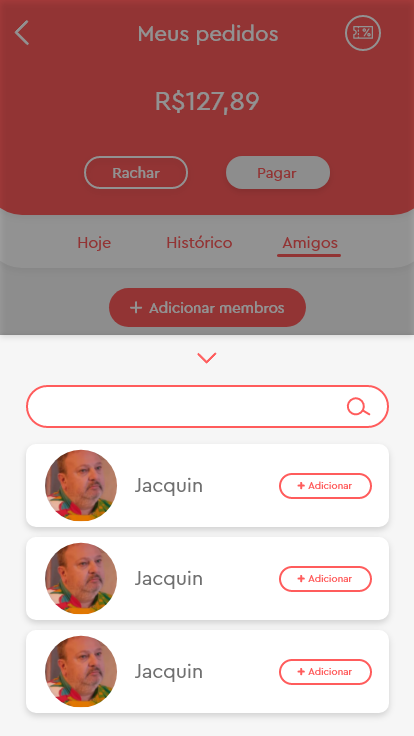 Meus pedidos
%
R$127,89
Rachar
Pagar
Hoje
Histórico
Amigos
+ Adicionar membros
Jacquin
+ Adicionar
Jacquin
+ Adicionar
Jacquin
+ Adicionar